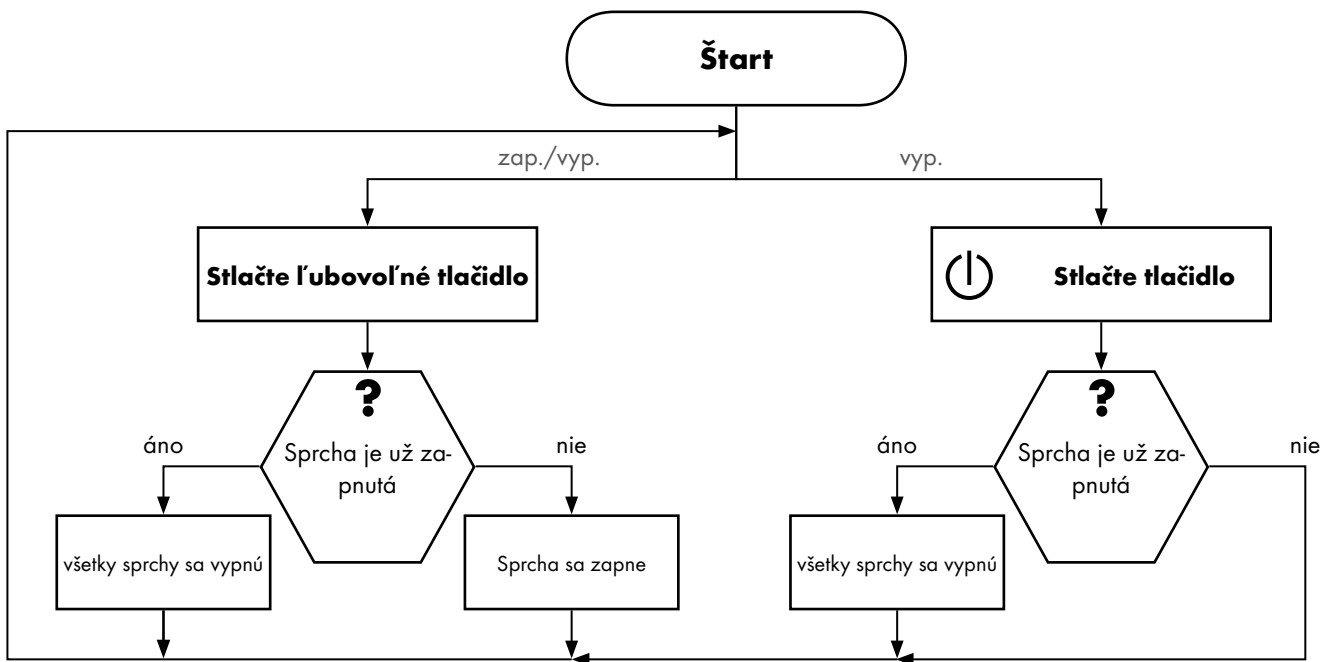 Štart
zap./vyp.
vyp.
Stlačte ľubovoľné tlačidlo
Stlačte tlačidlo
?
Sprcha je už za-
pnutá
áno
nie
?
Sprcha je už za-
pnutá
áno
nie
všetky sprchy sa vypnú
Sprcha sa zapne
všetky sprchy sa vypnú